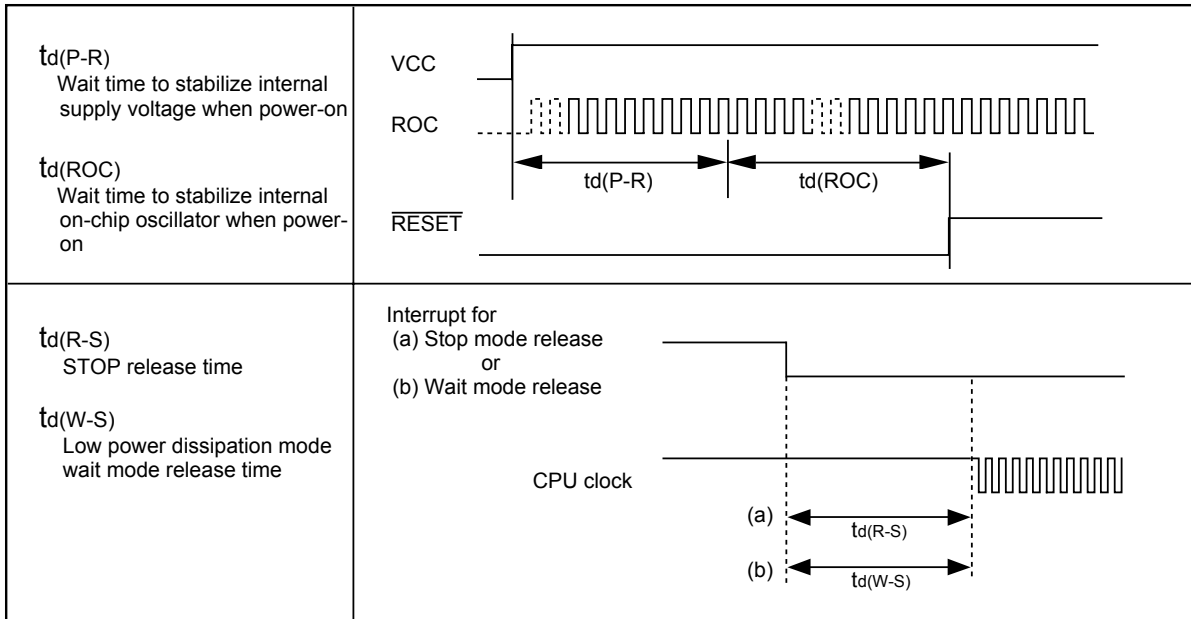 td(P-R)
Wait time to stabilize internal
supply voltage when power-on
td(ROC)
Wait time to stabilize internal
on-chip oscillator when power-
on
VCC
ROC
td(P-R)
td(ROC)
RESET
td(R-S)
STOP release time
td(W-S)
Low power dissipation mode
wait mode release time
Interrupt for
(a) Stop mode release
or
(b) Wait mode release
CPU clock
(a)
td(R-S)
(b)
td(W-S)